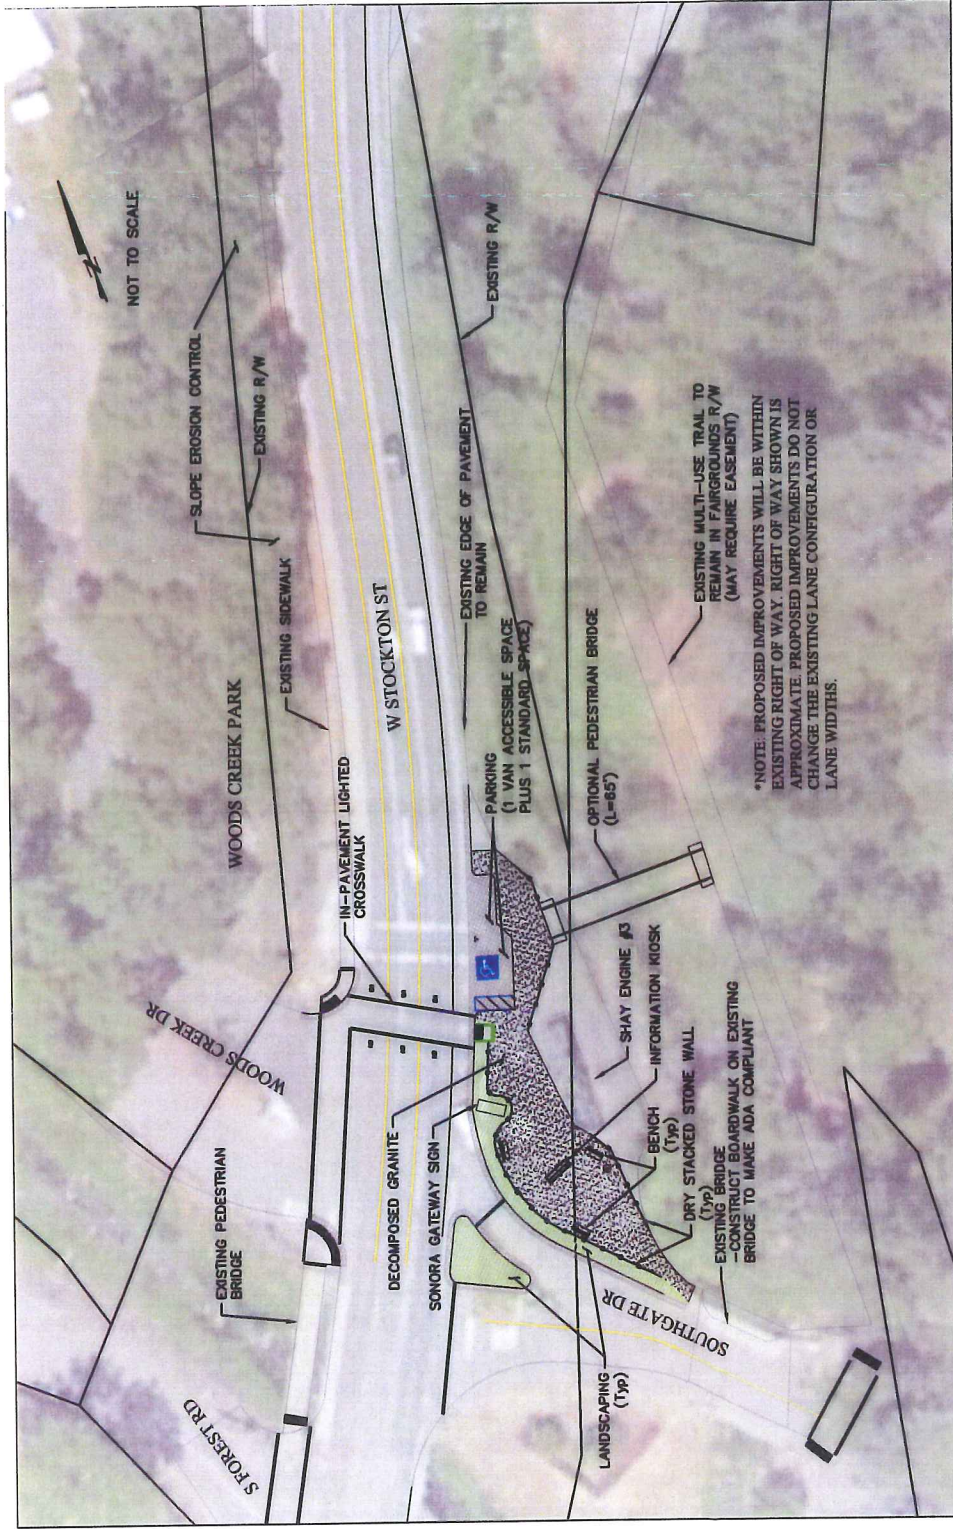 NOT TO SCALE
SLOPE EROSION CONTROL
EXISTING R/W
WOODS CREEK PARK
EXISTING SIDEWALK
W STOCKTON ST
IN-PAVEMENT LIGHTED
CROSSWALK
WOODS CREEK DR
EXISTING PEDESTRIAN
BRIDGE
S FOREST RD
EXISTING R/W
EXISTING EDGE OF PAVEMENT
TO REMAIN
PARKING
(1 VAN ACCESSIBLE SPACE
PLUS 1 STANDARD SPACE)
DECOMPOSED GRANITE
SONORA GATEWAY SIGN
OPTIONAL PEDESTRIAN BRIDGE
(L=65')
SHAY ENGINE #3
INFORMATION KIOSK
BENCH
(Typ)
DRY STACKED STONE WALL
(Typ)
EXISTING BRIDGE
-CONSTRUCT BOARDWALK ON EXISTING
BRIDGE TO MAKE ADA COMPLIANT
SOUTHGATE DR
LANDSCAPING
(Typ)
EXISTING MULTI-USE TRAIL TO
REMAIN IN FAIRGROUNDS R/W
(MAY REQUIRE EASEMENT)
*NOTE: PROPOSED IMPROVEMENTS WILL BE WITHIN
EXISTING RIGHT OF WAY. RIGHT OF WAY SHOWN IS
APPROXIMATE. PROPOSED IMPROVEMENTS DO NOT
CHANGE THE EXISTING LANE CONFIGURATION OR
LANE WIDTHS.